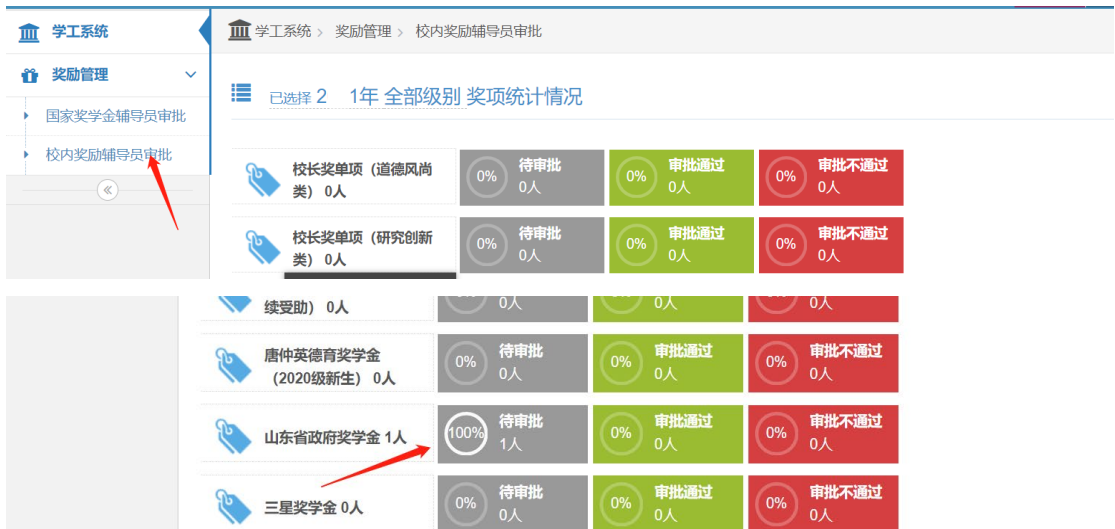 学工系统
奖励管理
国家奖学金辅导员审批
校内奖励辅导员审批
学工系统 > 奖励管理 > 校内奖励辅导员审批
已选择 2 1年 全部级别 奖项统计情况
校长奖单项（道德风尚
类） 0人
0%
待审批
0人
0%
审批通过
0人
0%
审批不通过
0人
校长奖单项（研究创新
类） 0人
0%
待审批
0人
0%
审批通过
0人
0%
审批不通过
0人
续受助） 0人
0人
0人
0人
唐仲英德育奖学金
（2020级新生） 0人
0%
待审批
0人
0%
审批通过
0人
0%
审批不通过
0人
山东省政府奖学金 1人
100%
待审批
1人
0%
审批通过
0人
0%
审批不通过
0人
三星奖学金 0人
0%
待审批
0人
0%
审批通过
0人
0%
审批不通过
0人